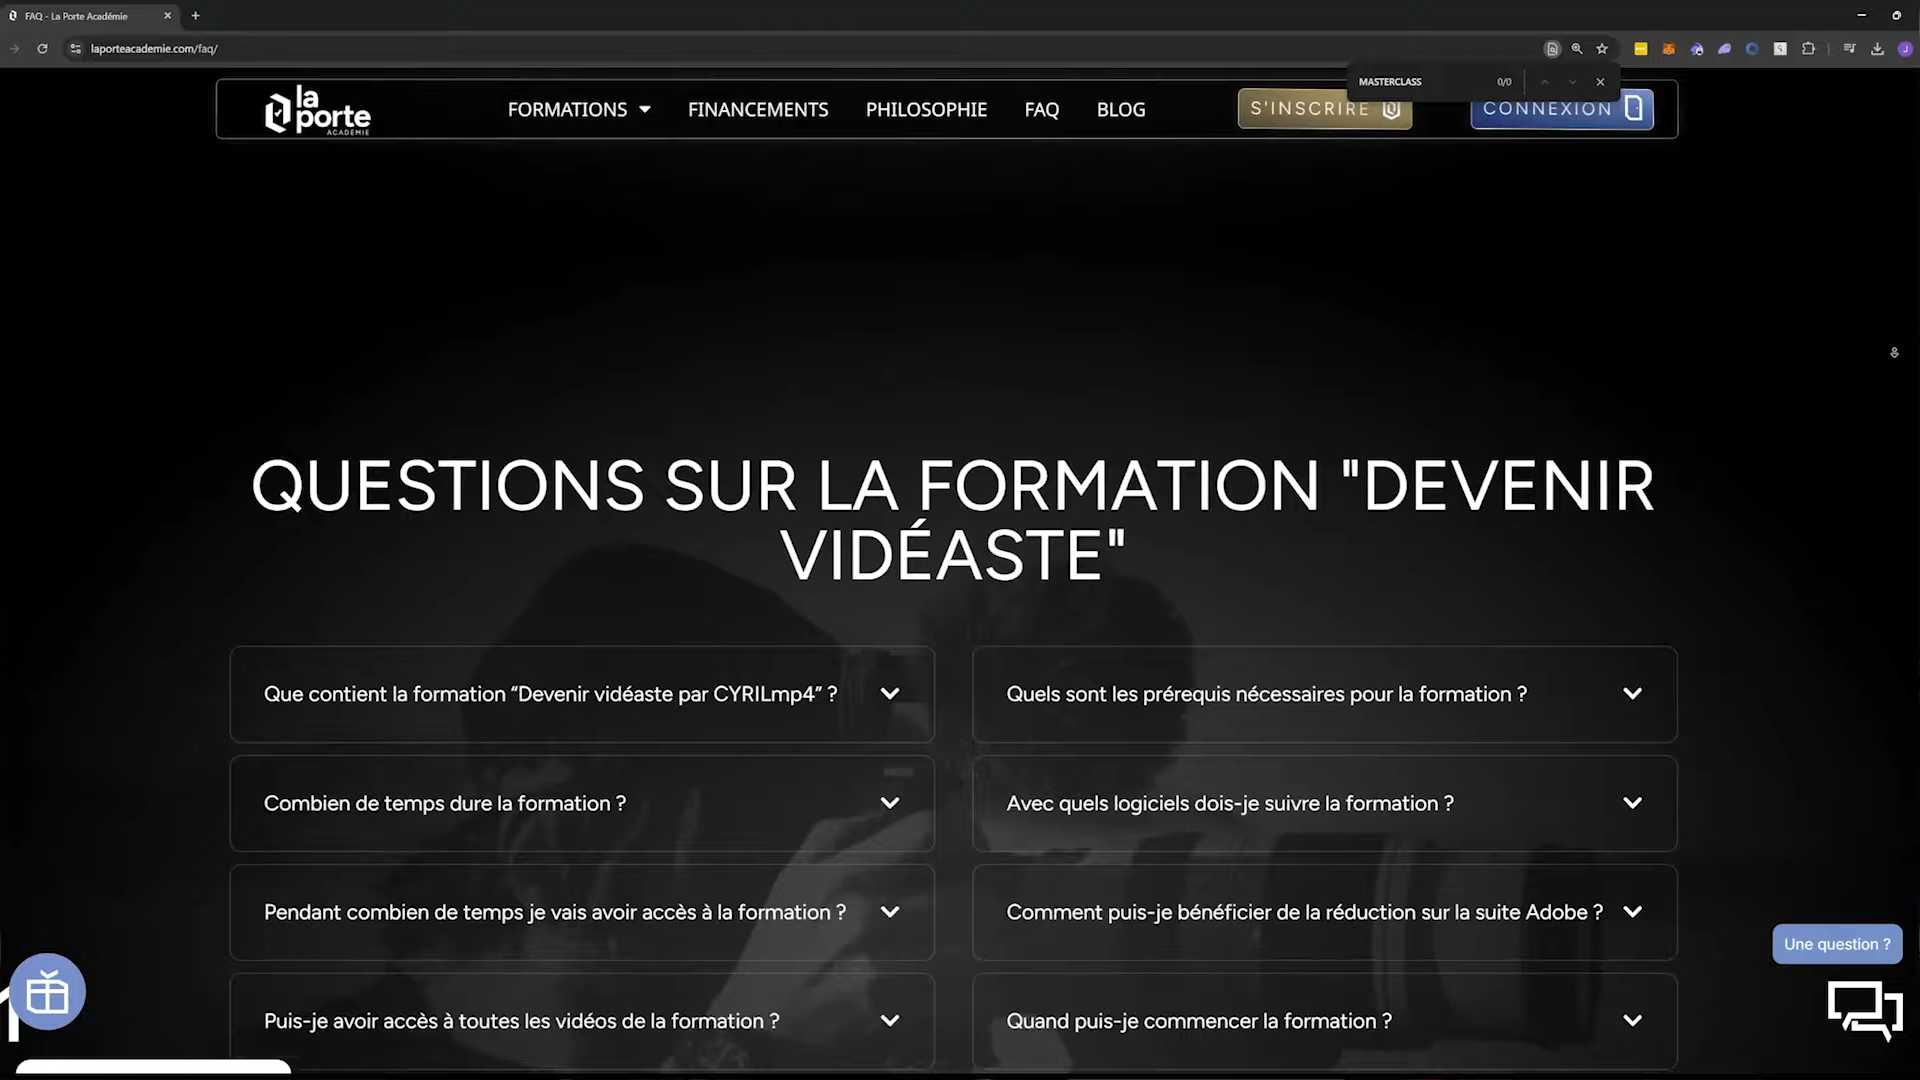 FAQ - La Porte Académie
laporteacademie.com/faq/
MASTERCLASS 0/0
la porte
ACADÉMIE
FORMATIONS
FINANCEMENTS
PHILOSOPHIE
FAQ
BLOG
S'INSCRIRE
CONNEXION
QUESTIONS SUR LA FORMATION "DEVENIR
VIDÉASTE"
Que contient la formation “Devenir vidéaste par CYRILmp4” ?
Quels sont les prérequis nécessaires pour la formation ?
Combien de temps dure la formation ?
Avec quels logiciels dois-je suivre la formation ?
Pendant combien de temps je vais avoir accès à la formation ?
Comment puis-je bénéficier de la réduction sur la suite Adobe ?
Une question ?
Puis-je avoir accès à toutes les vidéos de la formation ?
Quand puis-je commencer la formation ?